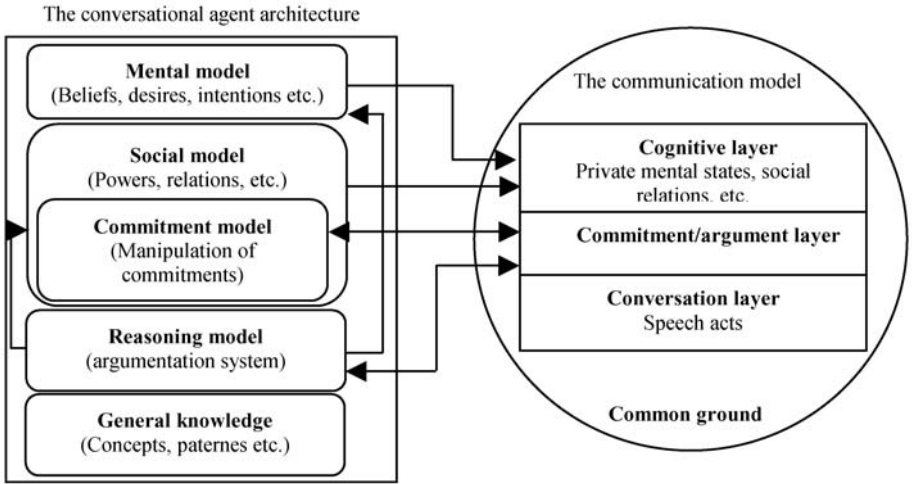 The conversational agent architecture
Mental model
(Beliefs, desires, intentions etc.)
Social model
(Powers, relations, etc.)
Commitment model
(Manipulation of
commitments)
Reasoning model
(argumentation system)
General knowledge
(Concepts, paternes etc.)
The communication model
Cognitive layer
Private mental states, social
relations, etc.
Commitment/argument layer
Conversation layer
Speech acts
Common ground